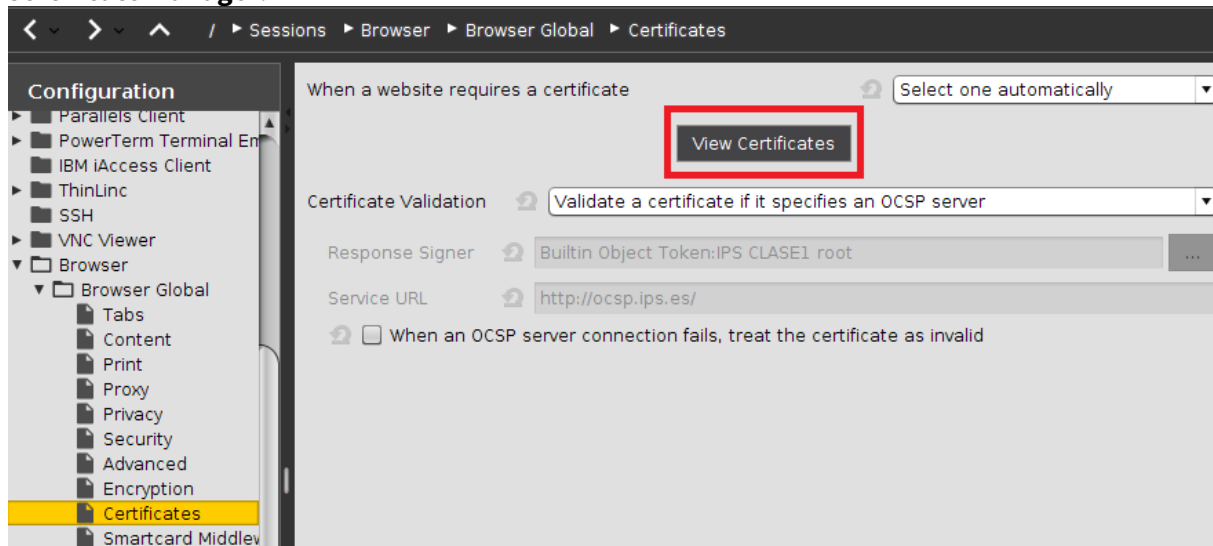 / ▸ Sessions ▸ Browser ▸ Browser Global ▸ Certificates
Configuration
Parallels Client
PowerTerm Terminal Em
IBM iAccess Client
ThinLinc
SSH
VNC Viewer
Browser
Browser Global
Tabs
Content
Print
Proxy
Privacy
Security
Advanced
Encryption
Certificates
Smartcard Middlew
When a website requires a certificate Select one automatically
View Certificates
Certificate Validation Validate a certificate if it specifies an OCSP server
Response Signer Builtin Object Token:IPS CLASE1 root ...
Service URL http://ocsp.ips.es/
When an OCSP server connection fails, treat the certificate as invalid